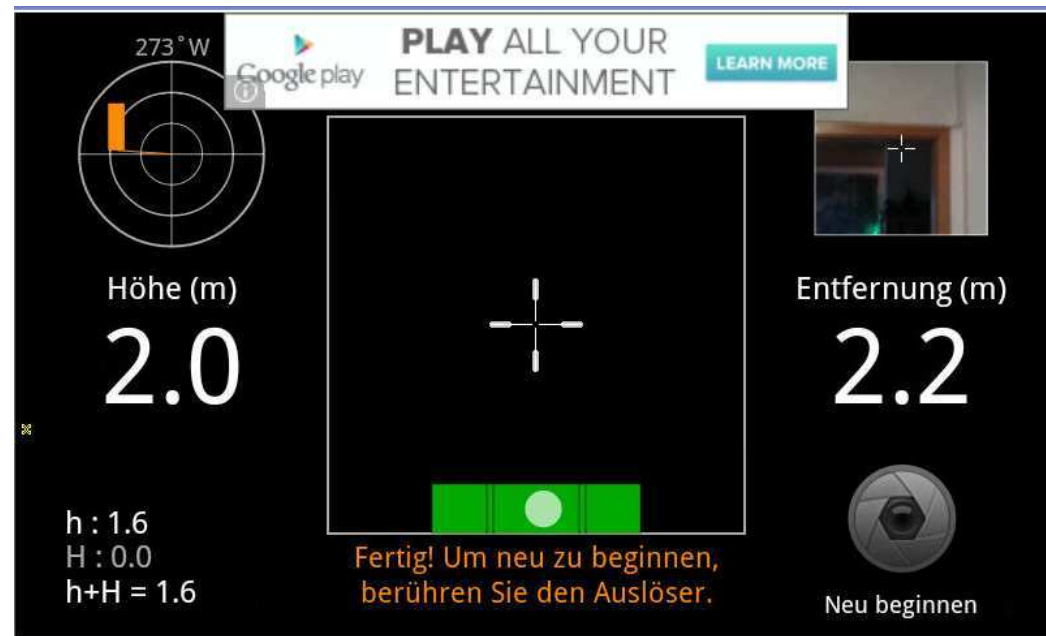 273°W
Google play
PLAY ALL YOUR
ENTERTAINMENT
LEARN MORE
Höhe (m)
2.0
Entfernung (m)
2.2
h : 1.6
H : 0.0
h+H = 1.6
Fertig! Um neu zu beginnen,
berühren Sie den Auslöser.
Neu beginnen